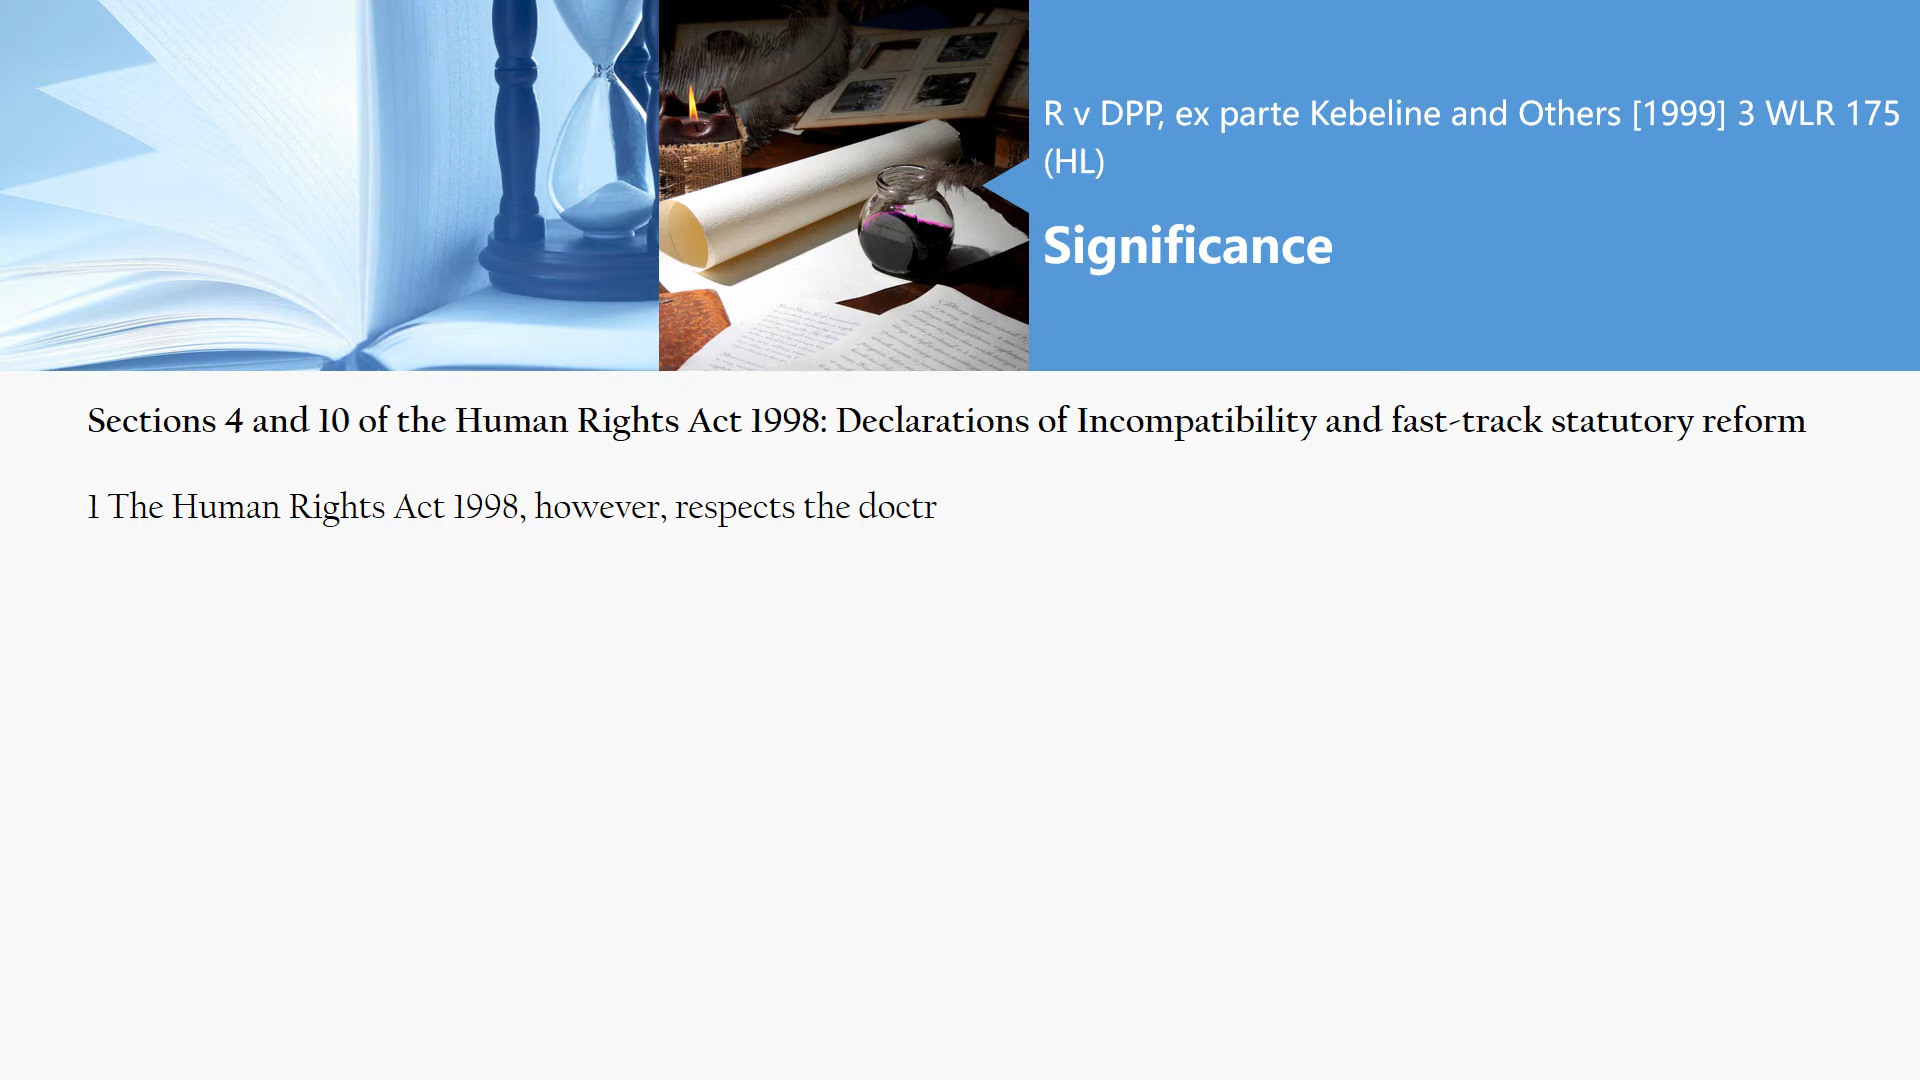 R v DPP, ex parte Kebeline and Others [1999] 3 WLR 175
(HL)
Significance
Sections 4 and 10 of the Human Rights Act 1998: Declarations of Incompatibility and fast-track statutory reform
1 The Human Rights Act 1998, however, respects the doctr